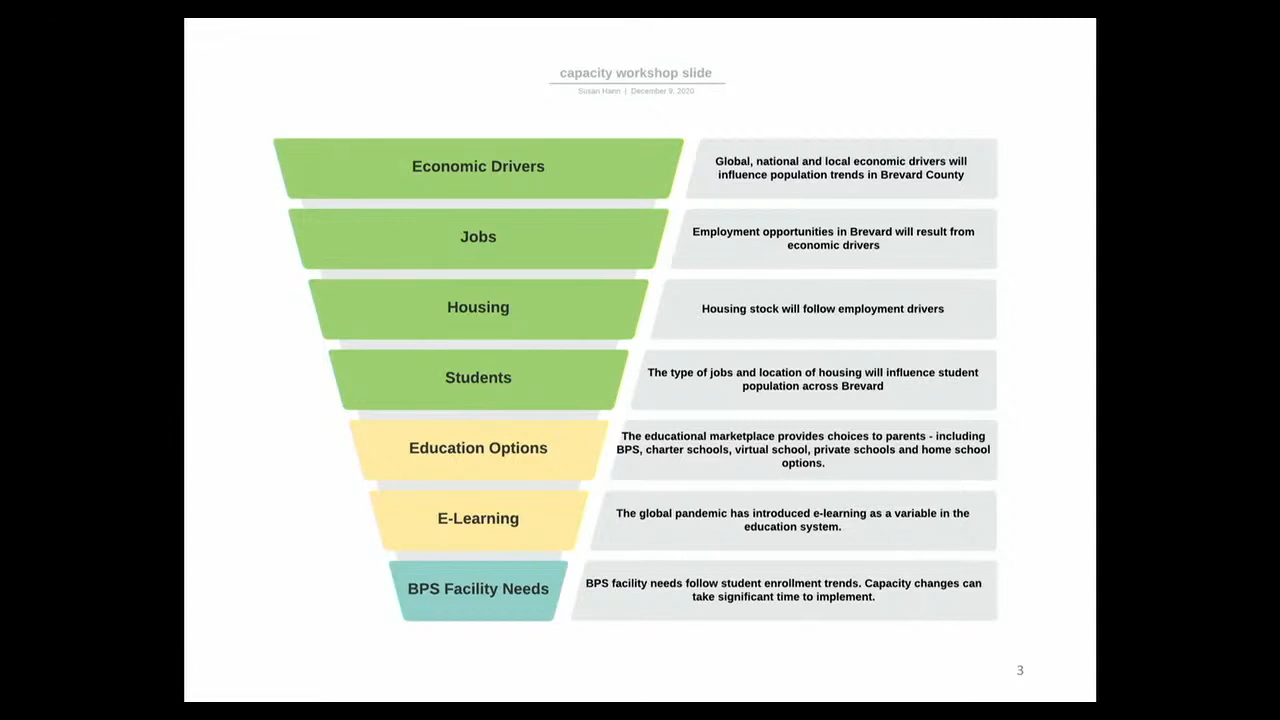 capacity workshop slide
Susan Hann | December 9, 2020
Economic Drivers
Global, national and local economic drivers will
influence population trends in Brevard County
Jobs
Employment opportunities in Brevard will result from
economic drivers
Housing
Housing stock will follow employment drivers
Students
The type of jobs and location of housing will influence student
population across Brevard
Education Options
The educational marketplace provides choices to parents - including
BPS, charter schools, virtual school, private schools and home school
options.
E-Learning
The global pandemic has introduced e-learning as a variable in the
education system.
BPS Facility Needs
BPS facility needs follow student enrollment trends. Capacity changes can
take significant time to implement.
3